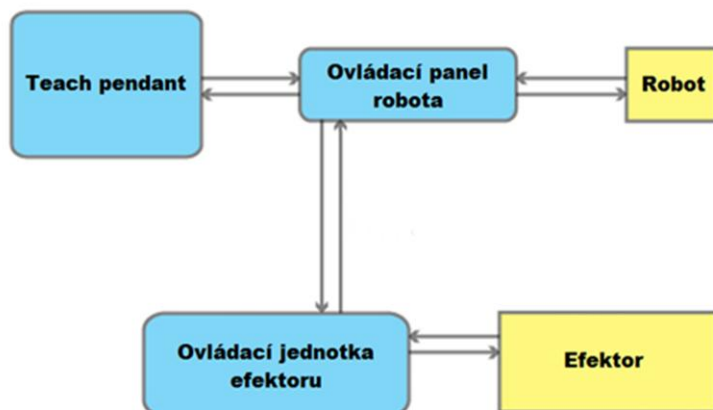 Teach pendant
Ovládací panel
robota
Robot
Ovládací jednotka
efektoru
Efektor